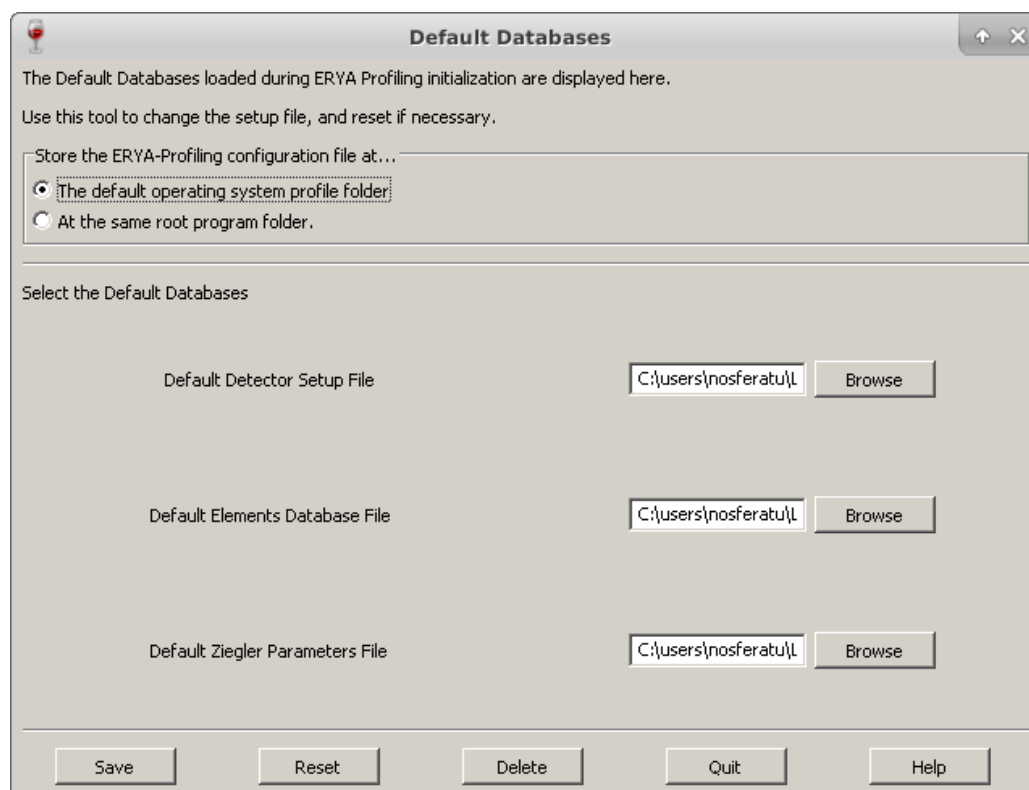 Default Databases
The Default Databases loaded during ERYA Profiling initialization are displayed here.
Use this tool to change the setup file, and reset if necessary.
Store the ERYA-Profiling configuration file at...
The default operating system profile folder
At the same root program folder.
Select the Default Databases
Default Detector Setup File C:\users\nosferatu\L Browse
Default Elements Database File C:\users\nosferatu\L Browse
Default Ziegler Parameters File C:\users\nosferatu\L Browse
Save Reset Delete Quit Help